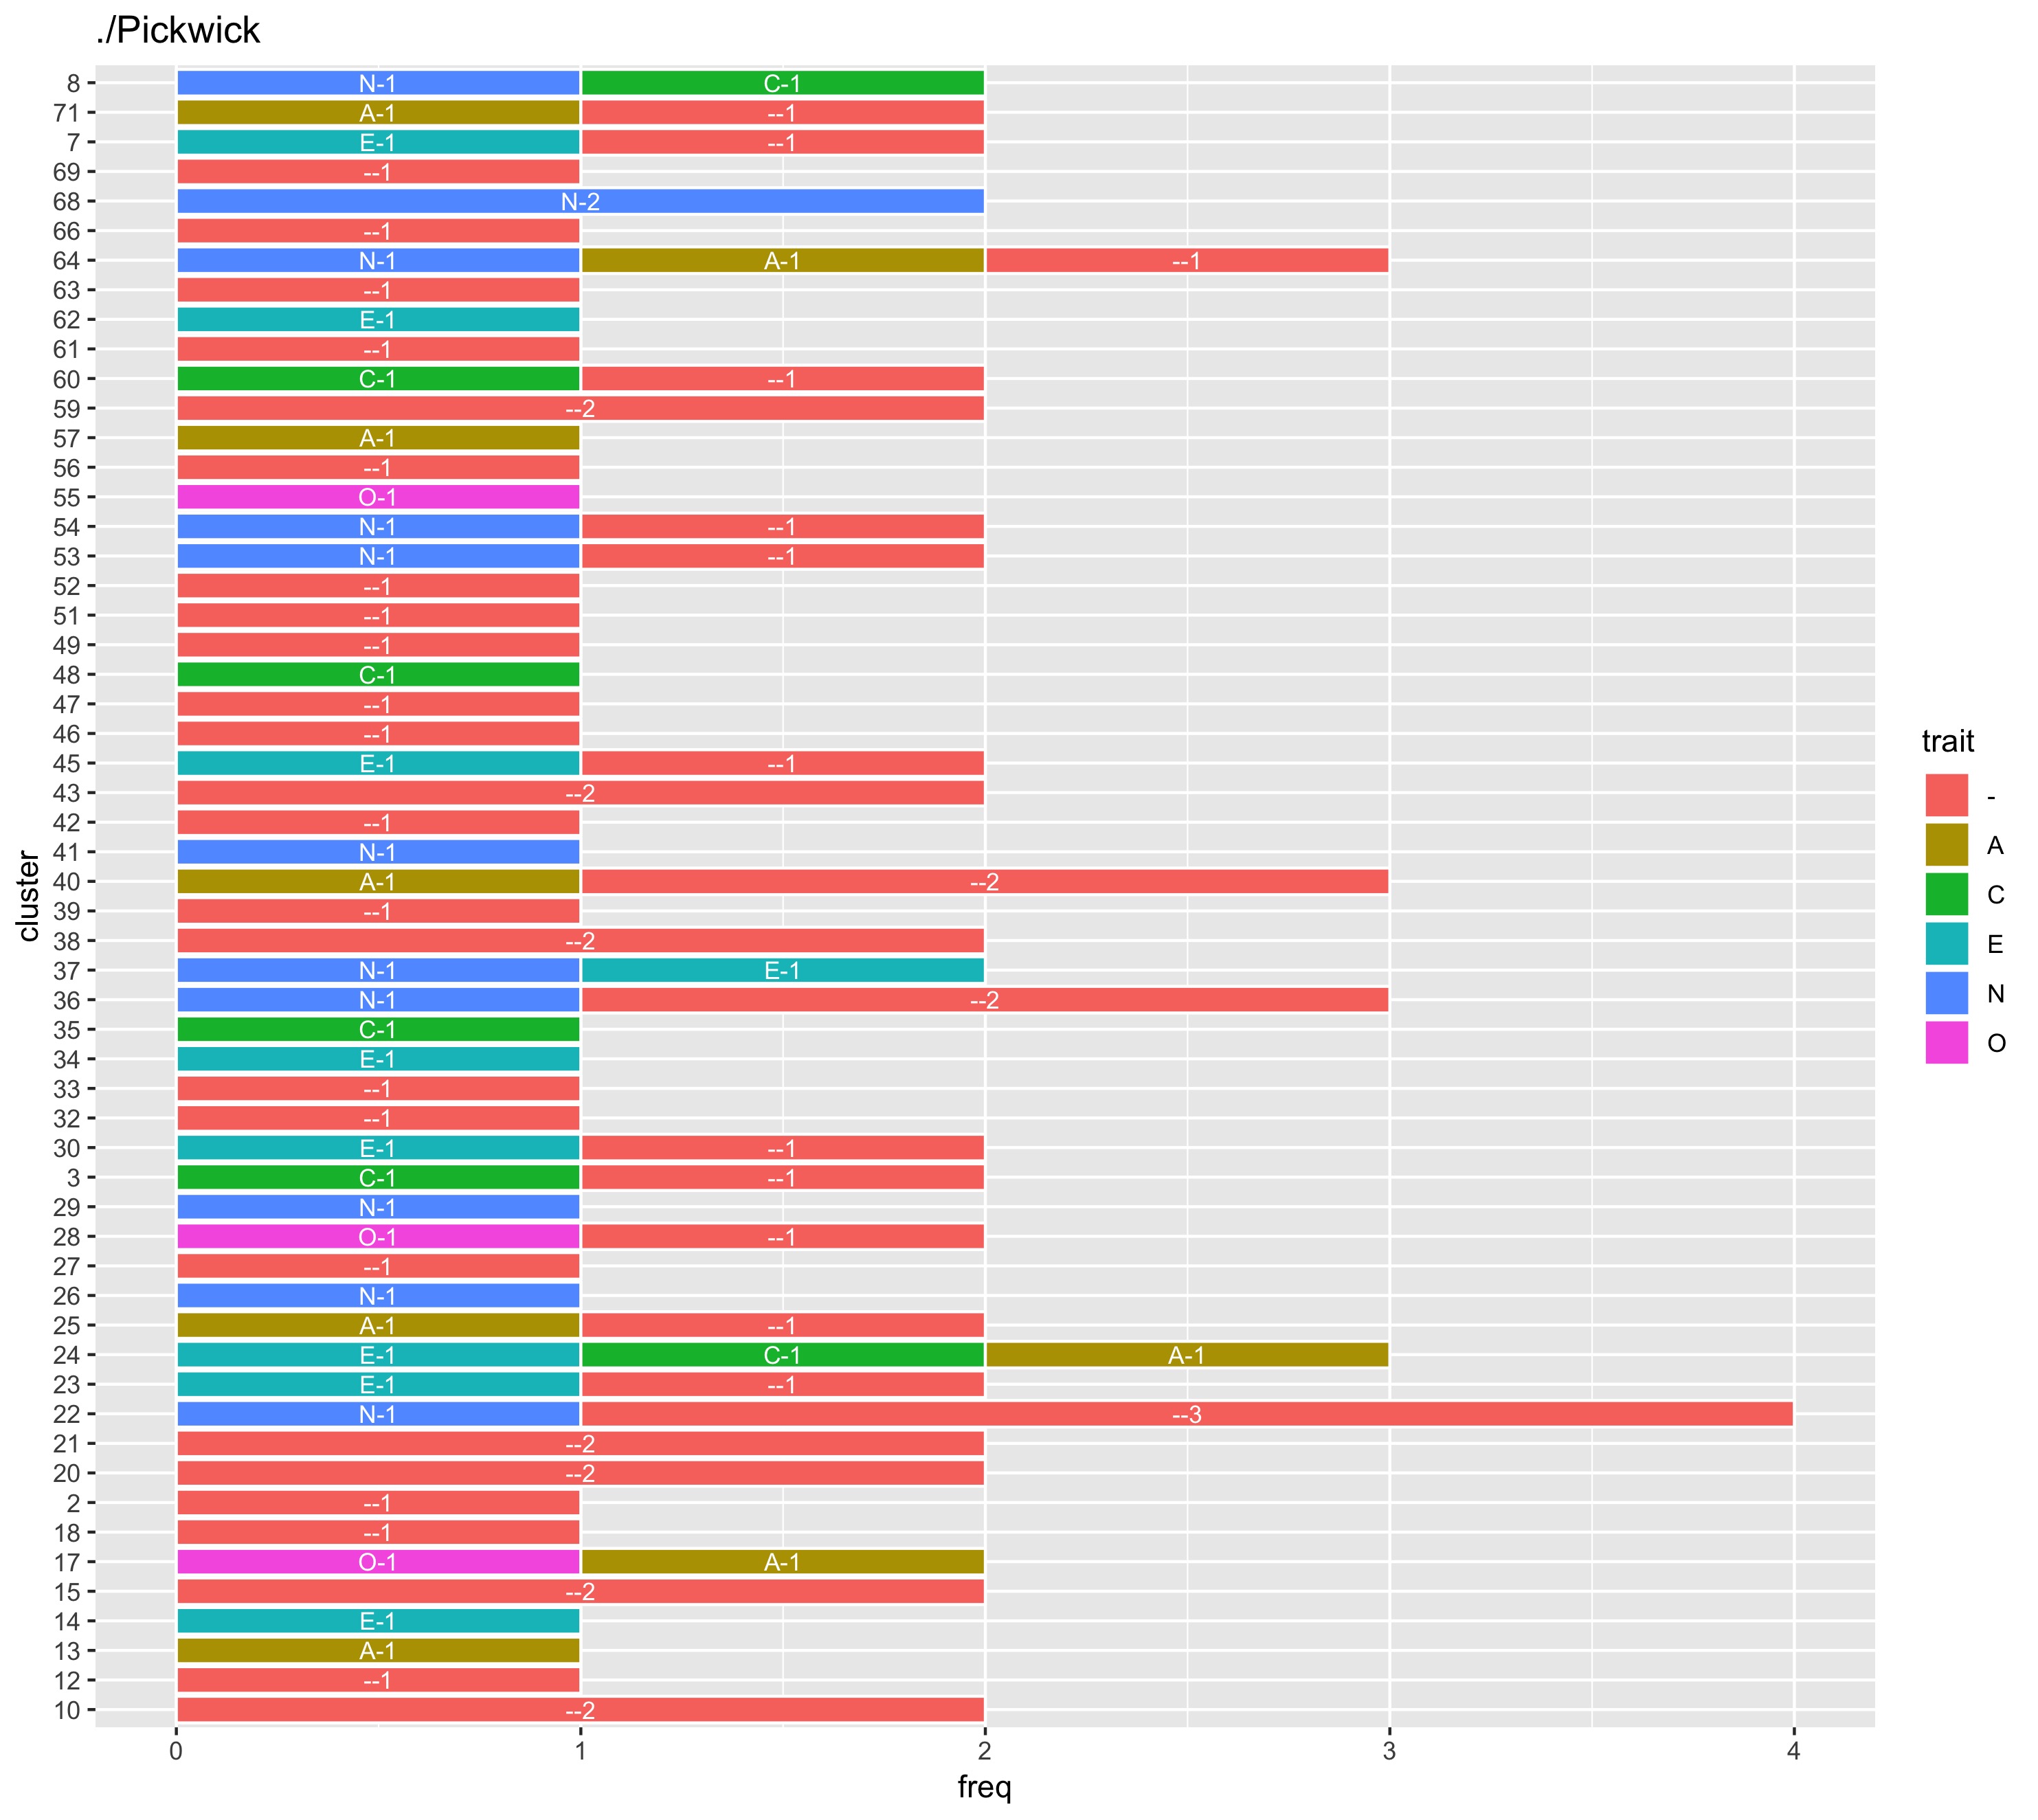 ./Pickwick
8 N-1 C-1
71 A-1 --1
7 E-1 --1
69 --1
68 N-2
66 --1
64 N-1 A-1 --1
63 --1
62 E-1
61 --1
60 C-1 --1
59 --2
57 A-1
56 --1
55 O-1
54 N-1 --1
53 N-1 --1
52 --1
51 --1
49 --1
48 C-1
47 --1
46 --1
45 E-1 --1
43 --2
42 --1
41 N-1
40 A-1 --2
39 --1
38 --2
37 N-1 E-1
36 N-1 --2
35 C-1
34 E-1
33 --1
32 --1
30 E-1 --1
3 C-1 --1
29 N-1
28 O-1 --1
27 --1
26 N-1
25 A-1 --1
24 E-1 C-1 A-1
23 E-1 --1
22 N-1 --3
21 --2
20 --2
2 --1
18 --1
17 O-1 A-1
15 --2
14 E-1
13 A-1
12 --1
10 --2
0 1 2 3 4
freq
cluster
trait
-
A
C
E
N
O